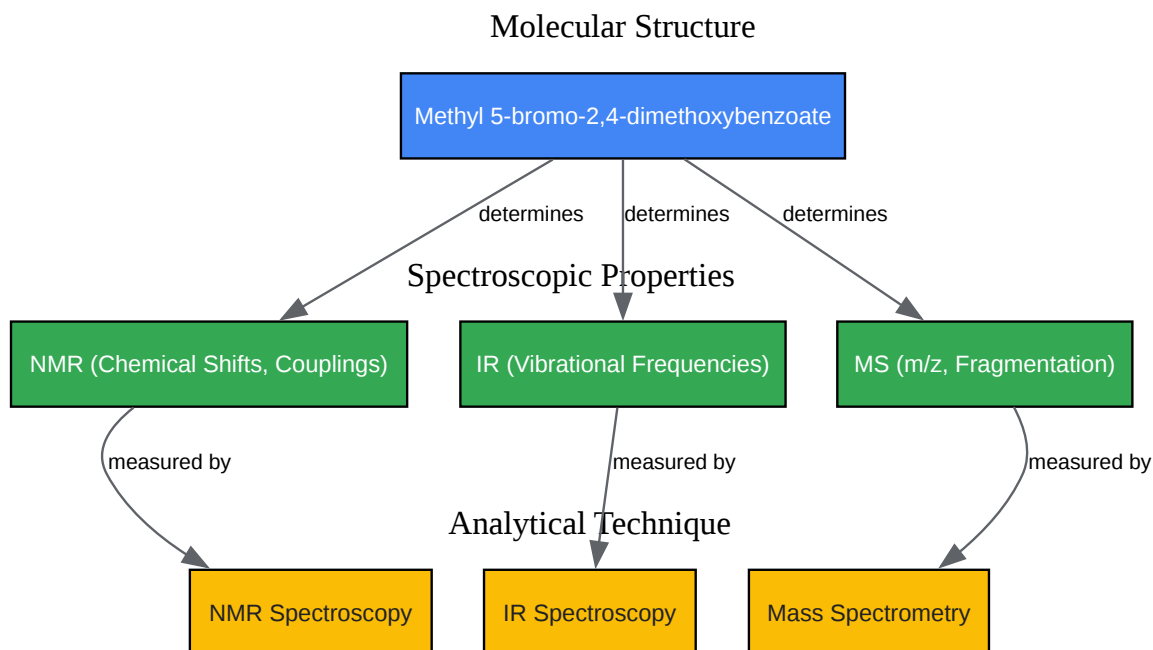 Molecular Structure
Methyl 5-bromo-2,4-dimethoxybenzoate
determines
determines
determines
Spectroscopic Properties
NMR (Chemical Shifts, Couplings)
IR (Vibrational Frequencies)
MS (m/z, Fragmentation)
measured by
measured by
measured by
Analytical Technique
NMR Spectroscopy
IR Spectroscopy
Mass Spectrometry